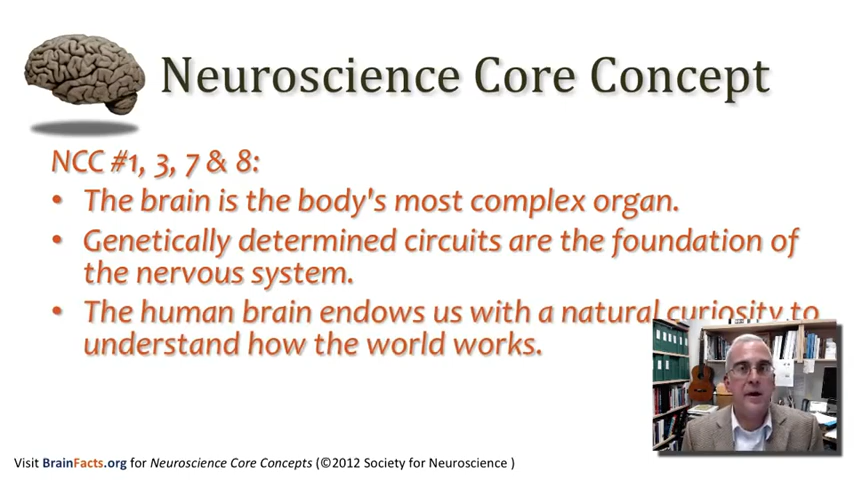 Neuroscience Core Concept
NCC #1, 3, 7 & 8:
• The brain is the body's most complex organ.
• Genetically determined circuits are the foundation of
the nervous system.
• The human brain endows us with a natural curiosity to
understand how the world works.
Visit BrainFacts.org for Neuroscience Core Concepts (©2012 Society for Neuroscience )